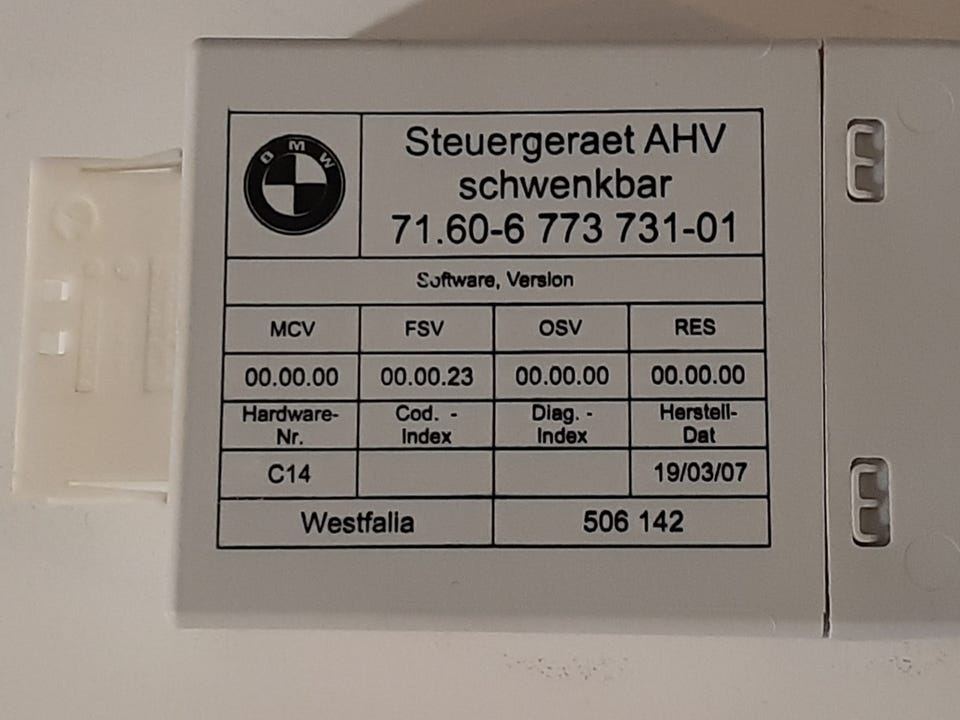 BMW
Steuergeraet AHV
schwenkbar
71.60-6 773 731-01
Software, Version
MCV FSV OSV RES
00.00.00 00.00.23 00.00.00 00.00.00
Hardware- Cod. - Diag. - Herstell-
Nr. Index Index Dat
C14 19/03/07
Westfalia 506 142